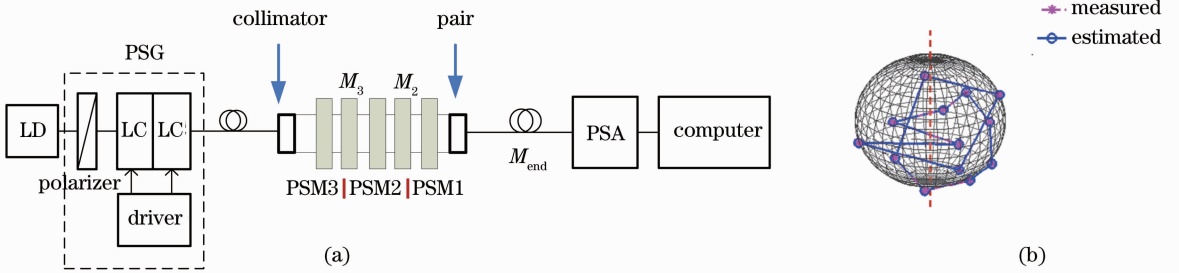 collimator
pair
PSG
M3
M2
LD
LC
LC
polarizer
driver
PSM3
PSM2
PSM1
Mend
PSA
computer
(a)
measured
estimated
(b)